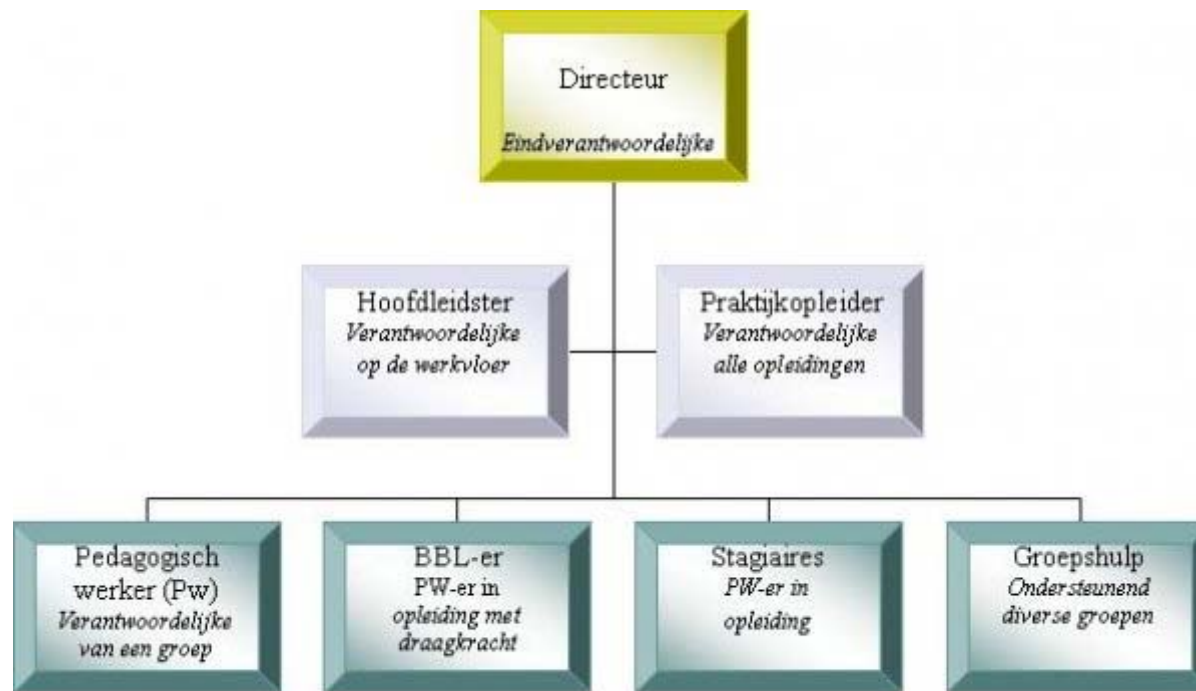 Directeur
Eindverantwoordelijke
Hoofdleidster
Verantwoordelijke
op de werkvloer
Praktijkopleider
Verantwoordelijke
alle opleidingen
Pedagogisch
werker (Pw)
Verantwoordelijke
van een groep
BBL-er
PW-er in
opleiding met
draagkracht
Stagiaires
PW-er in
opleiding
Groepshulp
Ondersteunend
diverse groepen